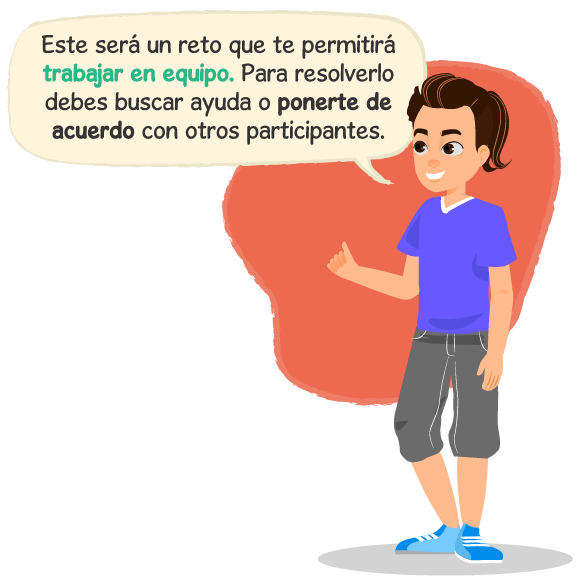 Este será un reto que te permitirá
trabajar en equipo. Para resolverlo
debes buscar ayuda o ponerte de
acuerdo con otros participantes.